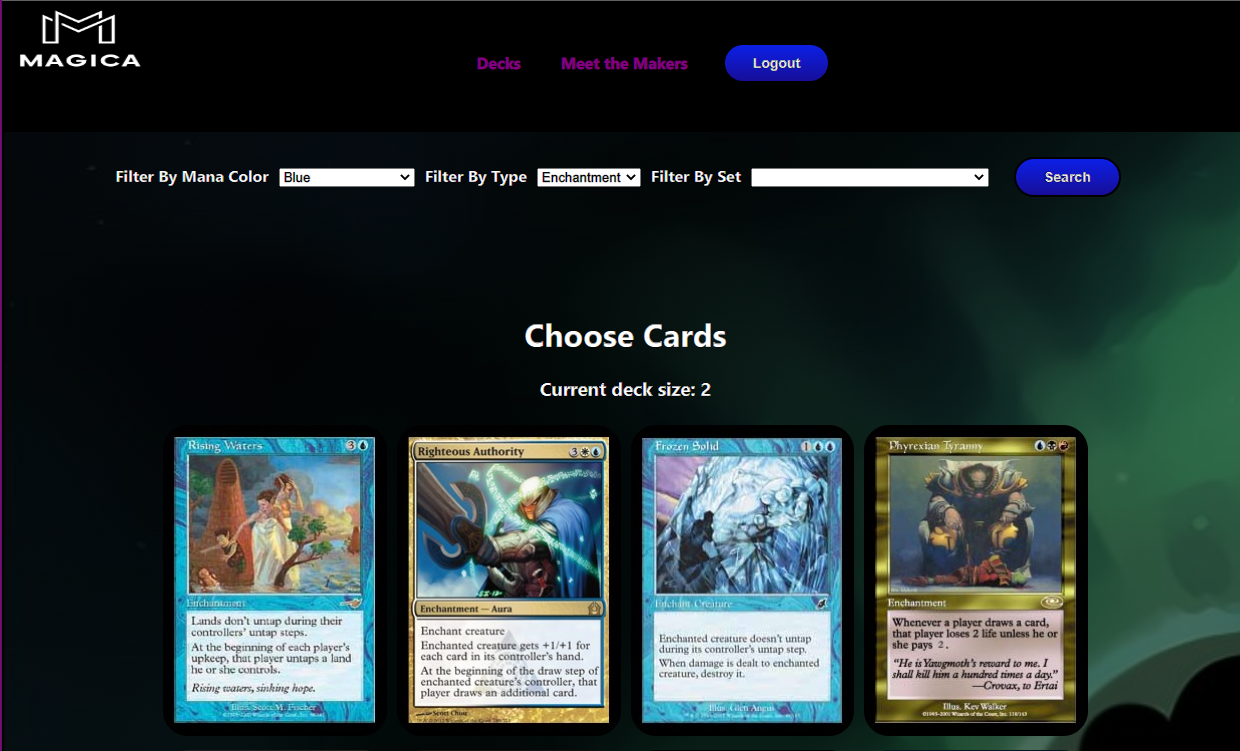 MAGICA
Decks
Meet the Makers
Logout
Filter By Mana Color
Blue
Filter By Type
Enchantment
Filter By Set
Search
Choose Cards
Current deck size: 2
Rising Waters
3
Enchantment
Lands don't untap during their
controllers' untap steps.
At the beginning of each player's
upkeep, that player untaps a land
he or she controls.
Rising waters, sinking hope.
Illus. Scott M. Fischer
Righteous Authority
3
Enchantment — Aura
Enchant creature
Enchanted creature gets +1/+1 for
each card in its controller's hand.
At the beginning of the draw step of
enchanted creature's controller, that
player draws an additional card.
Scott Chou
Frozen Solid
1
Enchant Creature
Enchanted creature doesn't untap
during its controller's untap step.
When damage is dealt to enchanted
creature, destroy it.
Illus. Glen Angus
Phyrexian Tyranny
Enchantment
Whenever a player draws a card,
that player loses 2 life unless he or
she pays 2.
"He is Yawgmoth's reward to me. I
shall kill him a hundred times a day."
—Crovax, to Ertai
Illus. Kev Walker